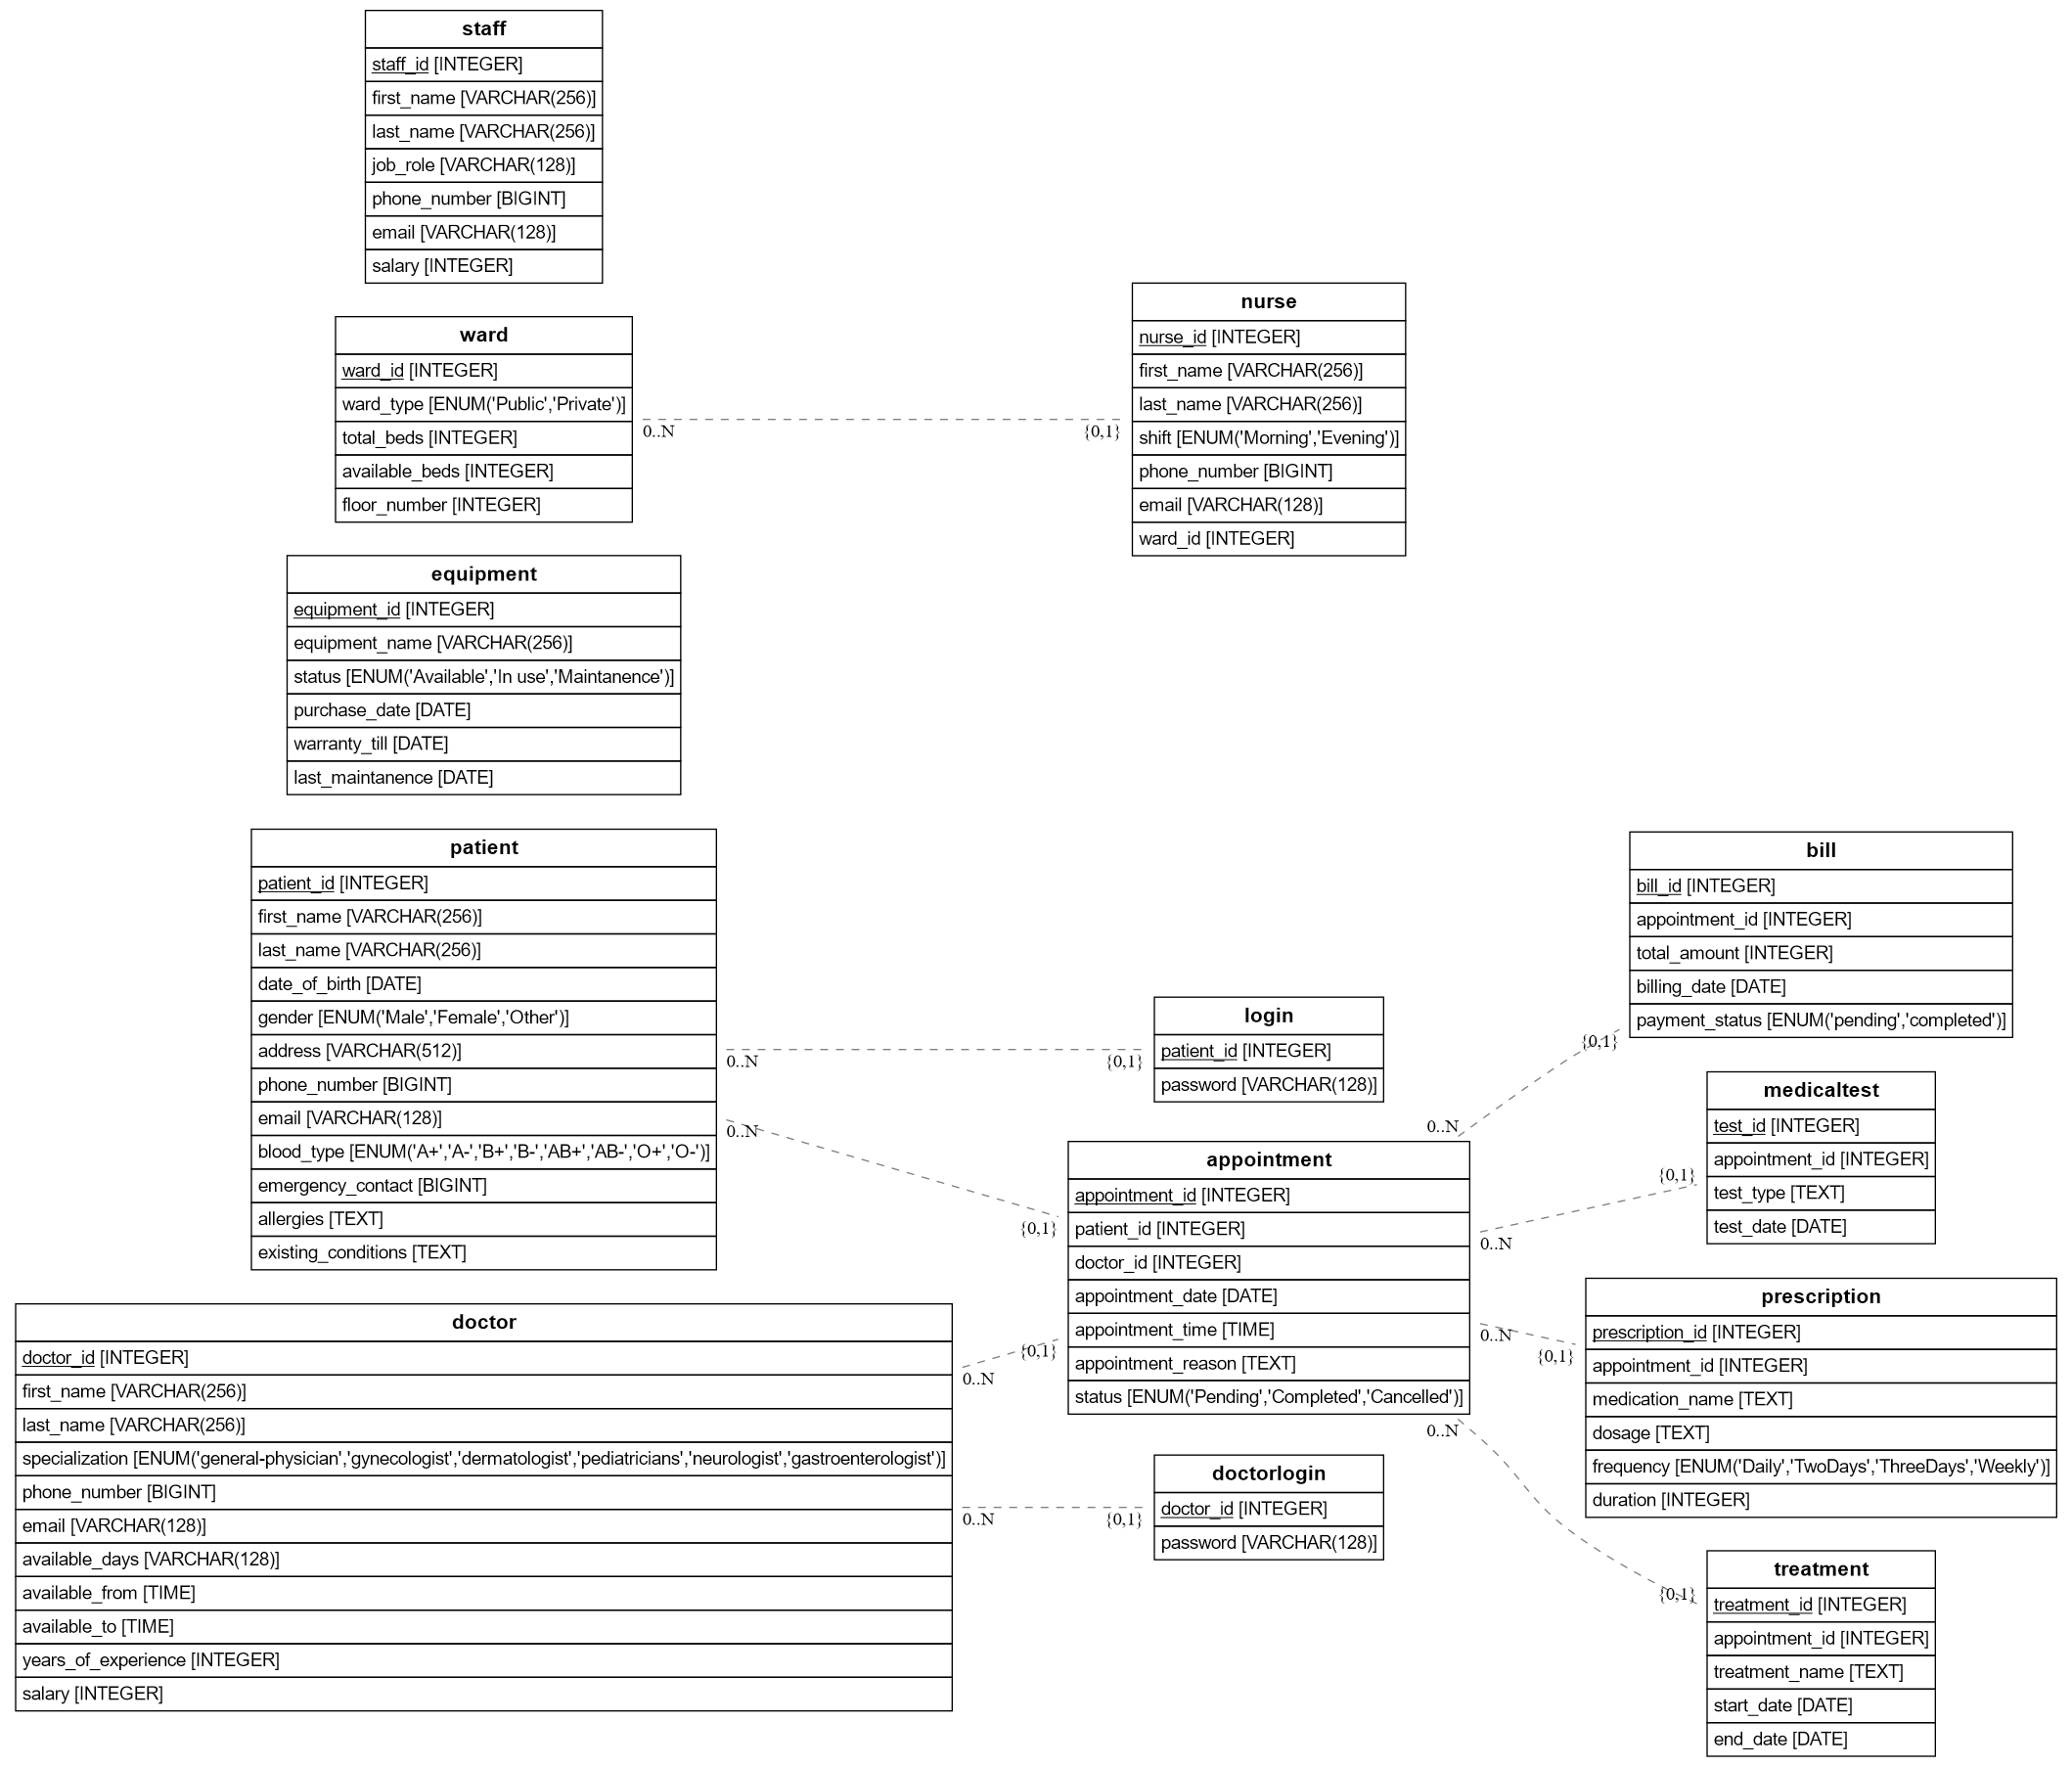 staff
staff_id [INTEGER]
first_name [VARCHAR(256)]
last_name [VARCHAR(256)]
job_role [VARCHAR(128)]
phone_number [BIGINT]
email [VARCHAR(128)]
salary [INTEGER]
ward
ward_id [INTEGER]
ward_type [ENUM('Public','Private')]
total_beds [INTEGER]
available_beds [INTEGER]
floor_number [INTEGER]
0..N
{0,1}
nurse
nurse_id [INTEGER]
first_name [VARCHAR(256)]
last_name [VARCHAR(256)]
shift [ENUM('Morning','Evening')]
phone_number [BIGINT]
email [VARCHAR(128)]
ward_id [INTEGER]
equipment
equipment_id [INTEGER]
equipment_name [VARCHAR(256)]
status [ENUM('Available','In use','Maintanence')]
purchase_date [DATE]
warranty_till [DATE]
last_maintanence [DATE]
patient
patient_id [INTEGER]
first_name [VARCHAR(256)]
last_name [VARCHAR(256)]
date_of_birth [DATE]
gender [ENUM('Male','Female','Other')]
address [VARCHAR(512)]
phone_number [BIGINT]
email [VARCHAR(128)]
blood_type [ENUM('A+','A-','B+','B-','AB+','AB-','O+','O-')]
emergency_contact [BIGINT]
allergies [TEXT]
existing_conditions [TEXT]
0..N
{0,1}
0..N
{0,1}
login
patient_id [INTEGER]
password [VARCHAR(128)]
doctor
doctor_id [INTEGER]
first_name [VARCHAR(256)]
last_name [VARCHAR(256)]
specialization [ENUM('general-physician','gynecologist','dermatologist','pediatricians','neurologist','gastroenterologist')]
phone_number [BIGINT]
email [VARCHAR(128)]
available_days [VARCHAR(128)]
available_from [TIME]
available_to [TIME]
years_of_experience [INTEGER]
salary [INTEGER]
0..N
{0,1}
0..N
{0,1}
appointment
appointment_id [INTEGER]
patient_id [INTEGER]
doctor_id [INTEGER]
appointment_date [DATE]
appointment_time [TIME]
appointment_reason [TEXT]
status [ENUM('Pending','Completed','Cancelled')]
doctorlogin
doctor_id [INTEGER]
password [VARCHAR(128)]
0..N
{0,1}
0..N
{0,1}
0..N
{0,1}
0..N
{0,1}
bill
bill_id [INTEGER]
appointment_id [INTEGER]
total_amount [INTEGER]
billing_date [DATE]
payment_status [ENUM('pending','completed')]
medicaltest
test_id [INTEGER]
appointment_id [INTEGER]
test_type [TEXT]
test_date [DATE]
prescription
prescription_id [INTEGER]
appointment_id [INTEGER]
medication_name [TEXT]
dosage [TEXT]
frequency [ENUM('Daily','TwoDays','ThreeDays','Weekly')]
duration [INTEGER]
treatment
treatment_id [INTEGER]
appointment_id [INTEGER]
treatment_name [TEXT]
start_date [DATE]
end_date [DATE]